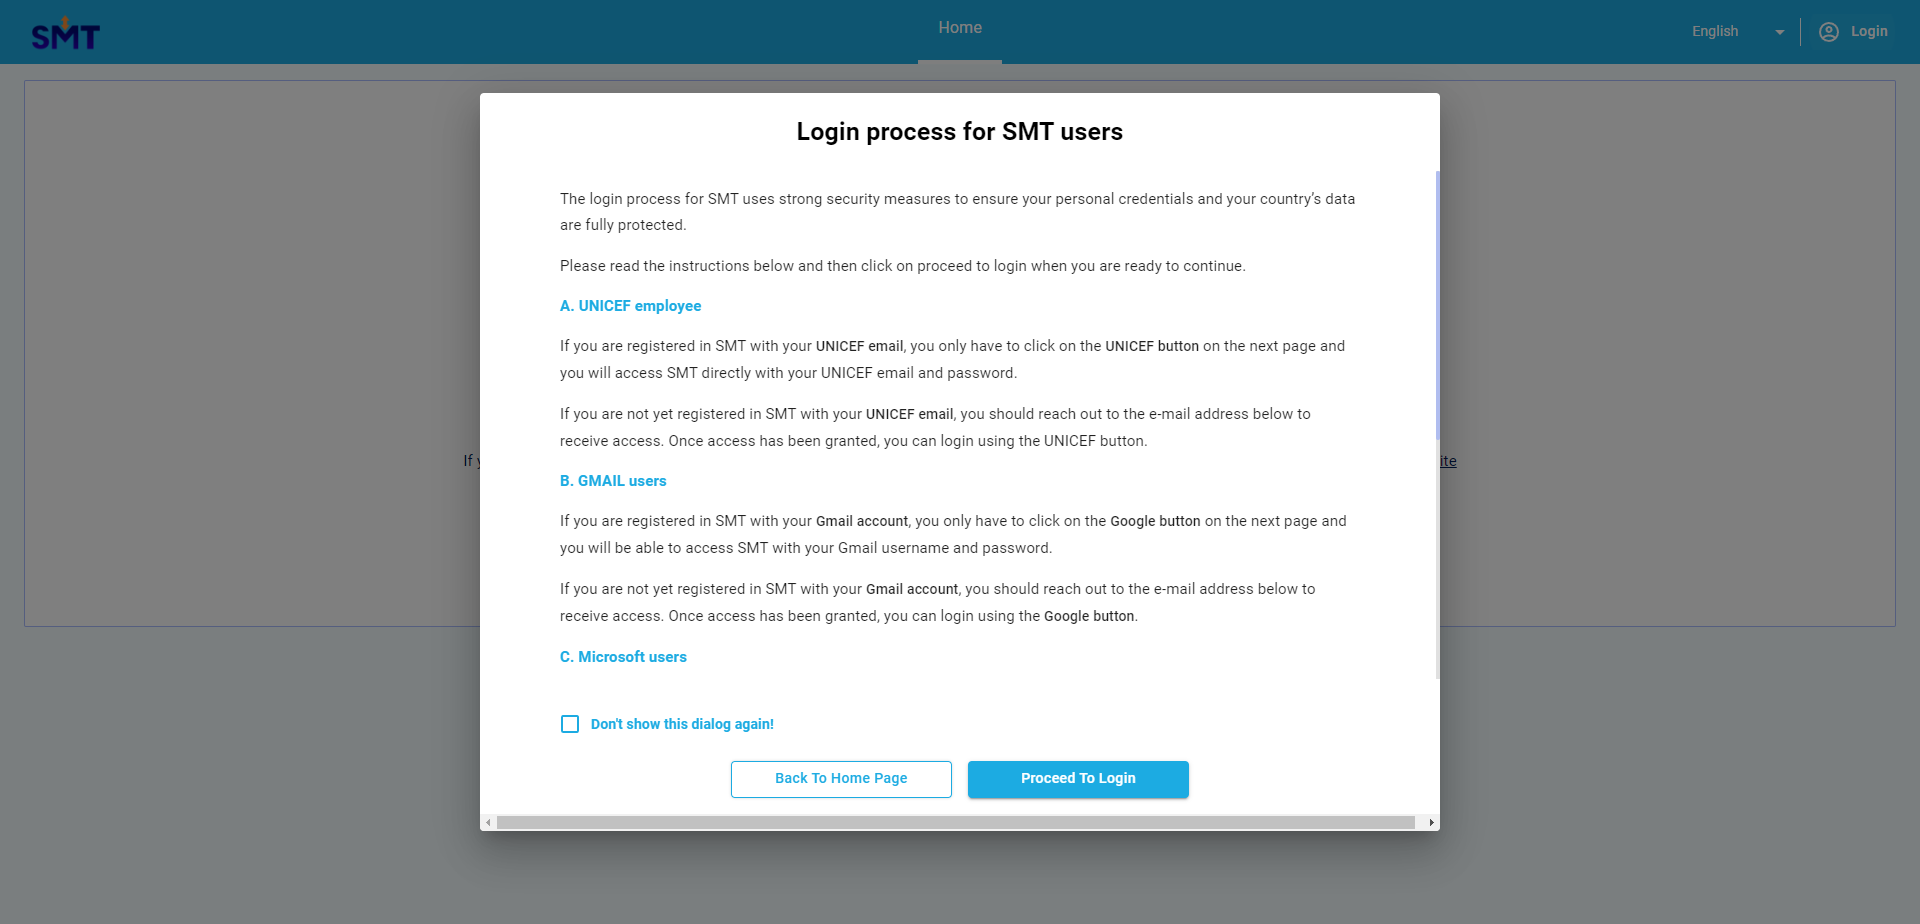 SMT
Home
English
Login
Login process for SMT users
The login process for SMT uses strong security measures to ensure your personal credentials and your country’s data
are fully protected.
Please read the instructions below and then click on proceed to login when you are ready to continue.
A. UNICEF employee
If you are registered in SMT with your UNICEF email, you only have to click on the UNICEF button on the next page and
you will access SMT directly with your UNICEF email and password.
If you are not yet registered in SMT with your UNICEF email, you should reach out to the e-mail address below to
receive access. Once access has been granted, you can login using the UNICEF button.
If
B. GMAIL users
If you are registered in SMT with your Gmail account, you only have to click on the Google button on the next page and
you will be able to access SMT with your Gmail username and password.
If you are not yet registered in SMT with your Gmail account, you should reach out to the e-mail address below to
receive access. Once access has been granted, you can login using the Google button.
C. Microsoft users
Don't show this dialog again!
Back To Home Page
Proceed To Login